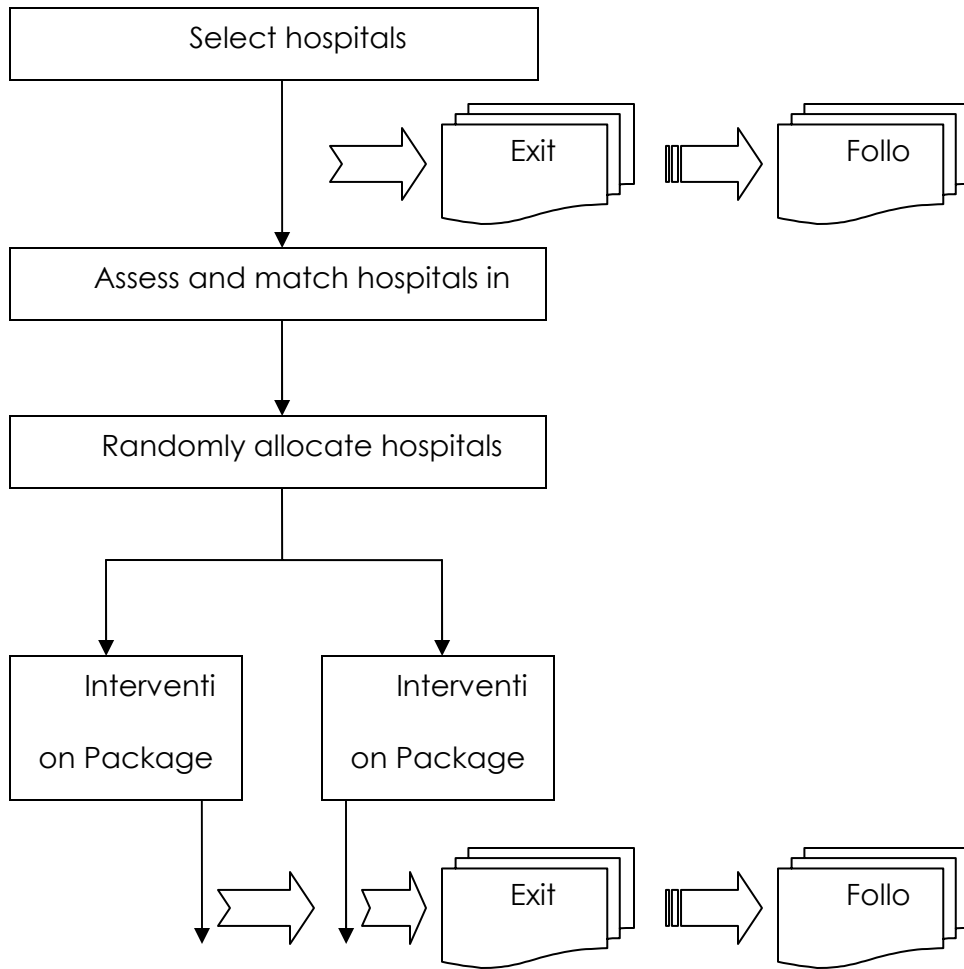 Select hospitals
Exit
Follo
Assess and match hospitals in
Randomly allocate hospitals
Interventi
on Package
Interventi
on Package
Exit
Follo